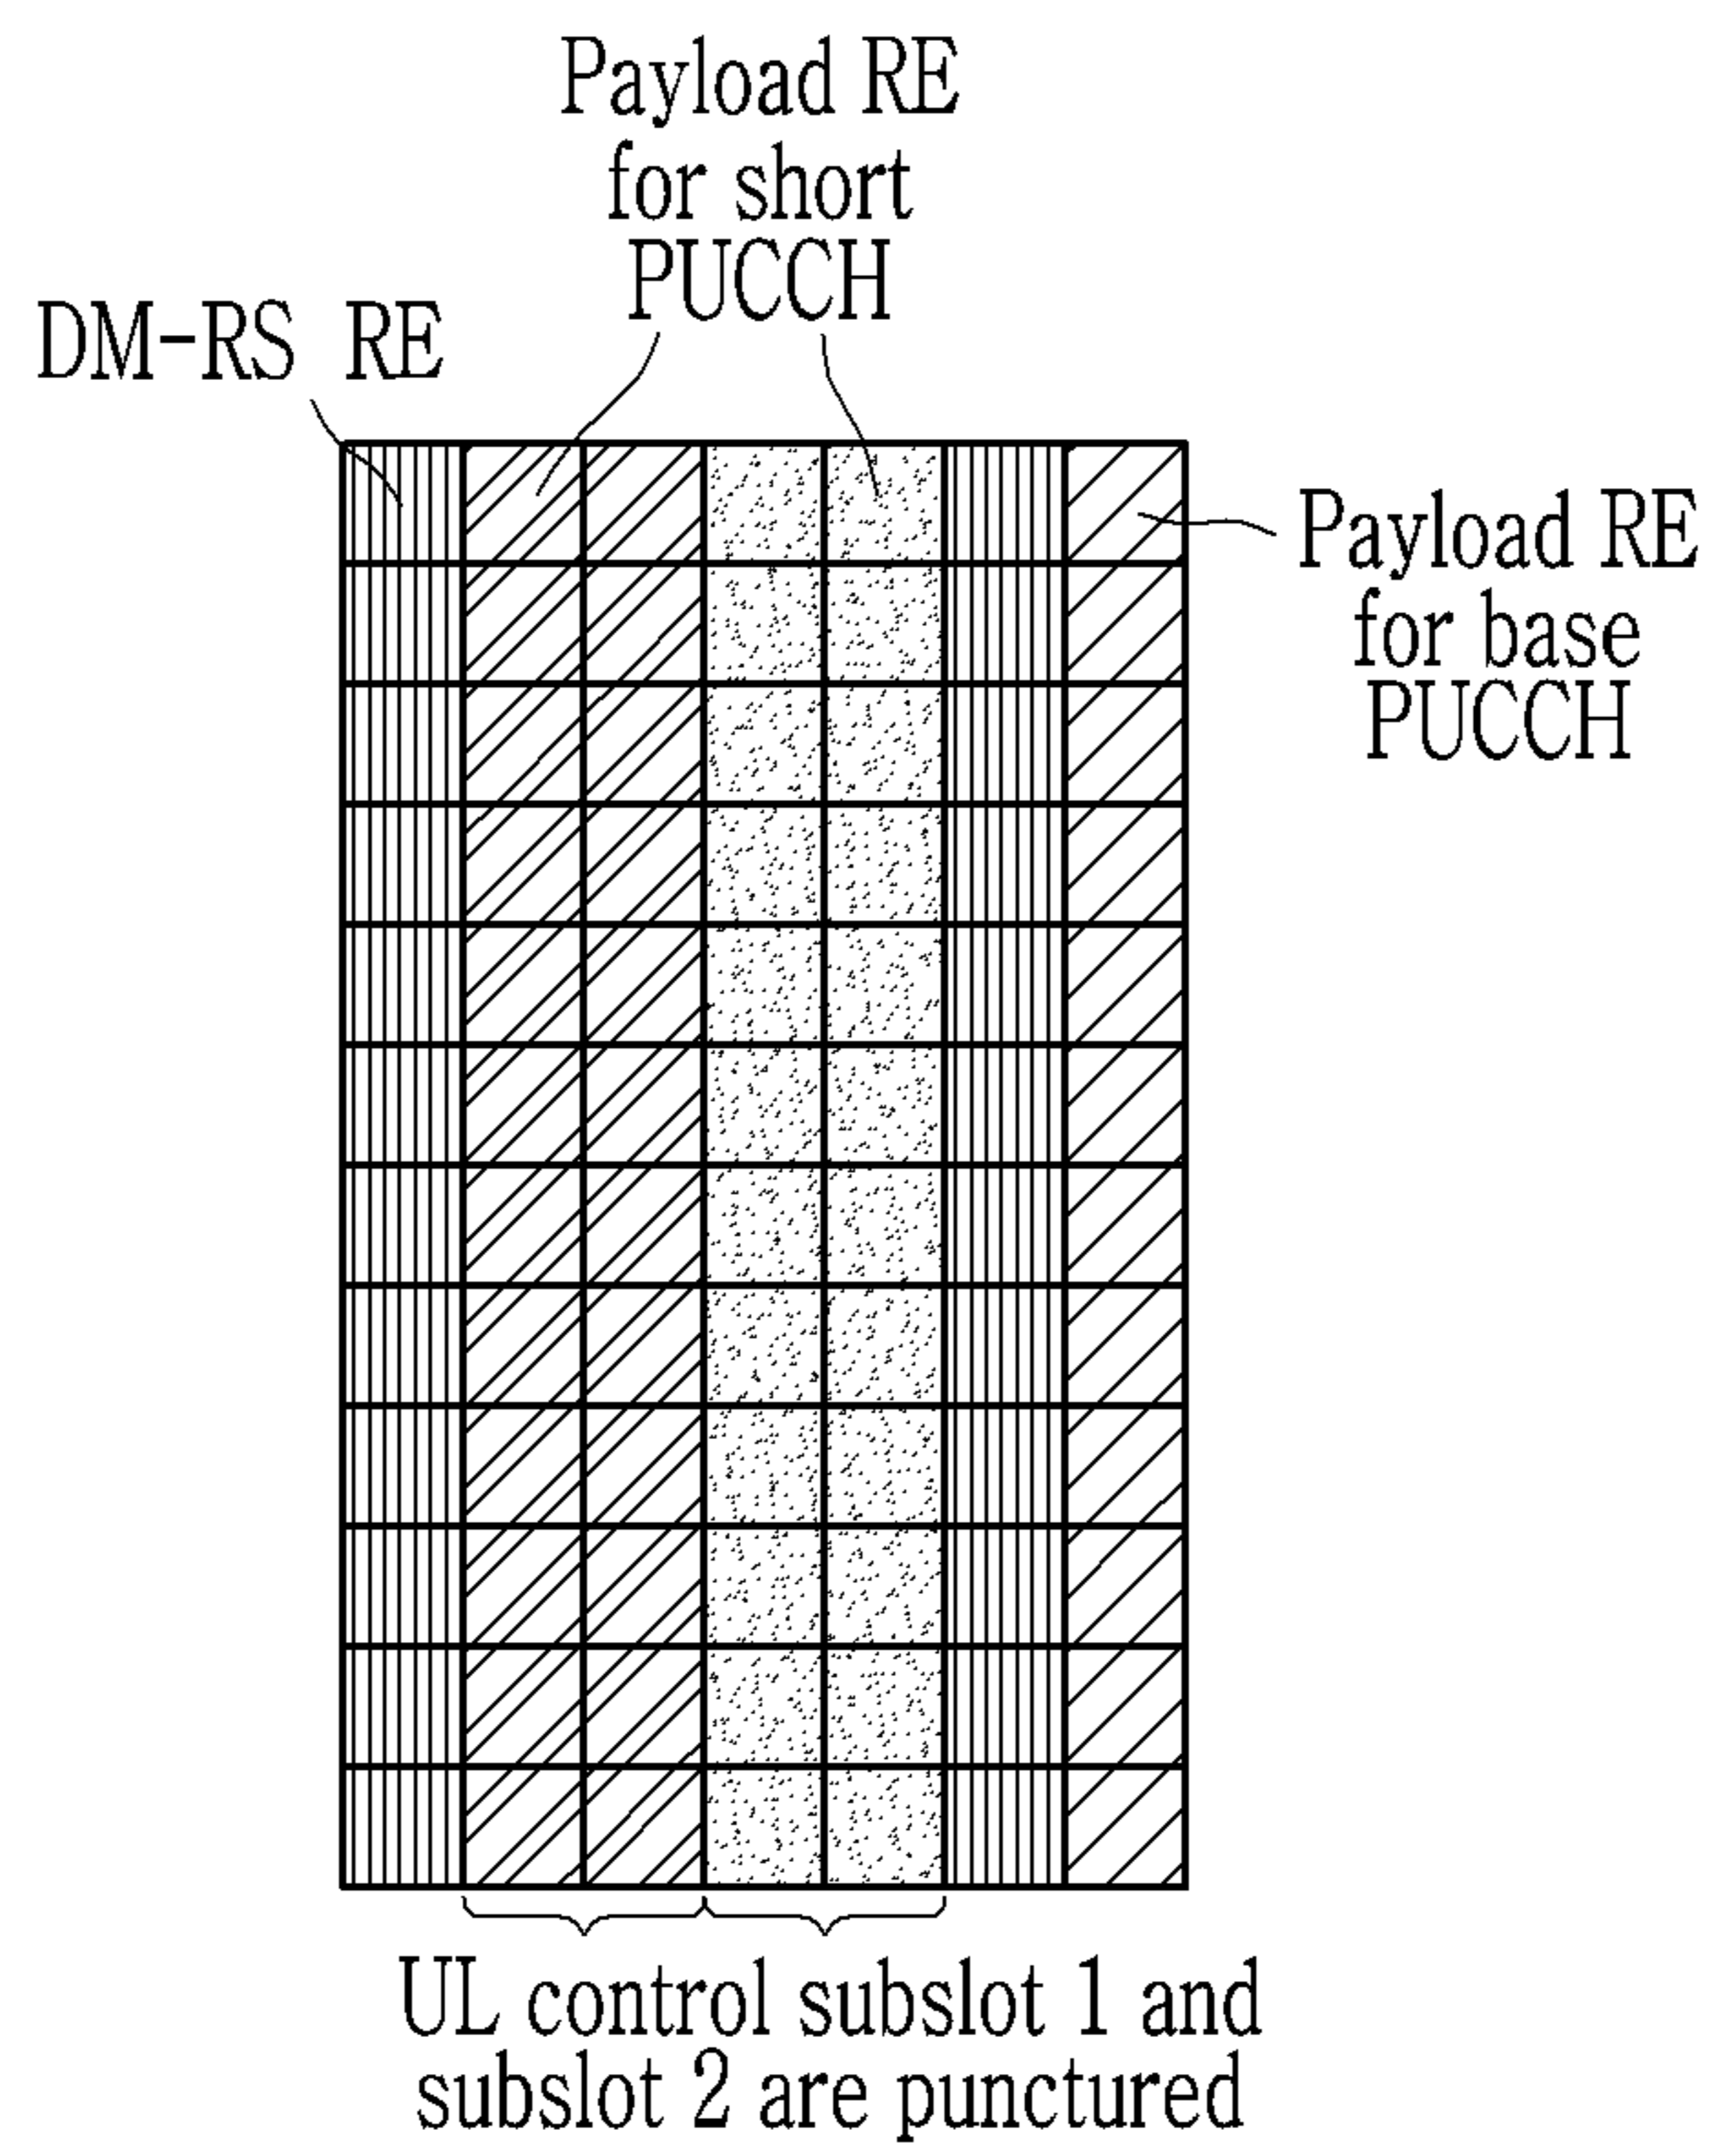 Payload RE
for short
PUCCH
DM-RS RE
Payload RE
for base
PUCCH
UL control subslot 1 and
subslot 2 are punctured